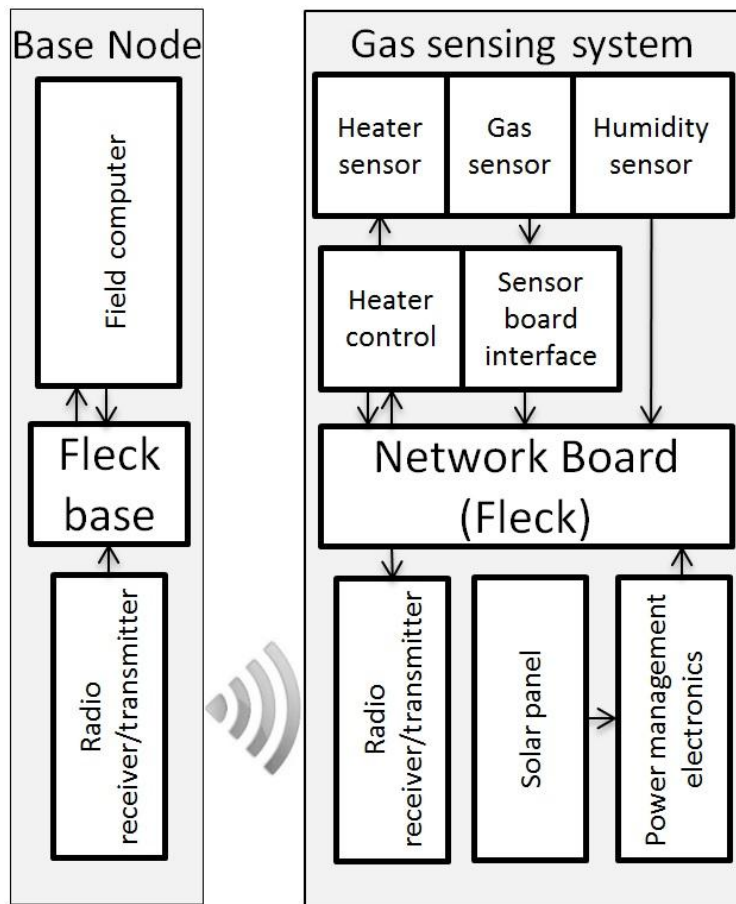 Base Node
Field computer
Fleck
base
Radio
receiver/transmitter
Gas sensing system
Heater
sensor
Gas
sensor
Humidity
sensor
Heater
control
Sensor
board
interface
Network Board
(Fleck)
Radio
receiver/transmitter
Solar panel
Power management
electronics